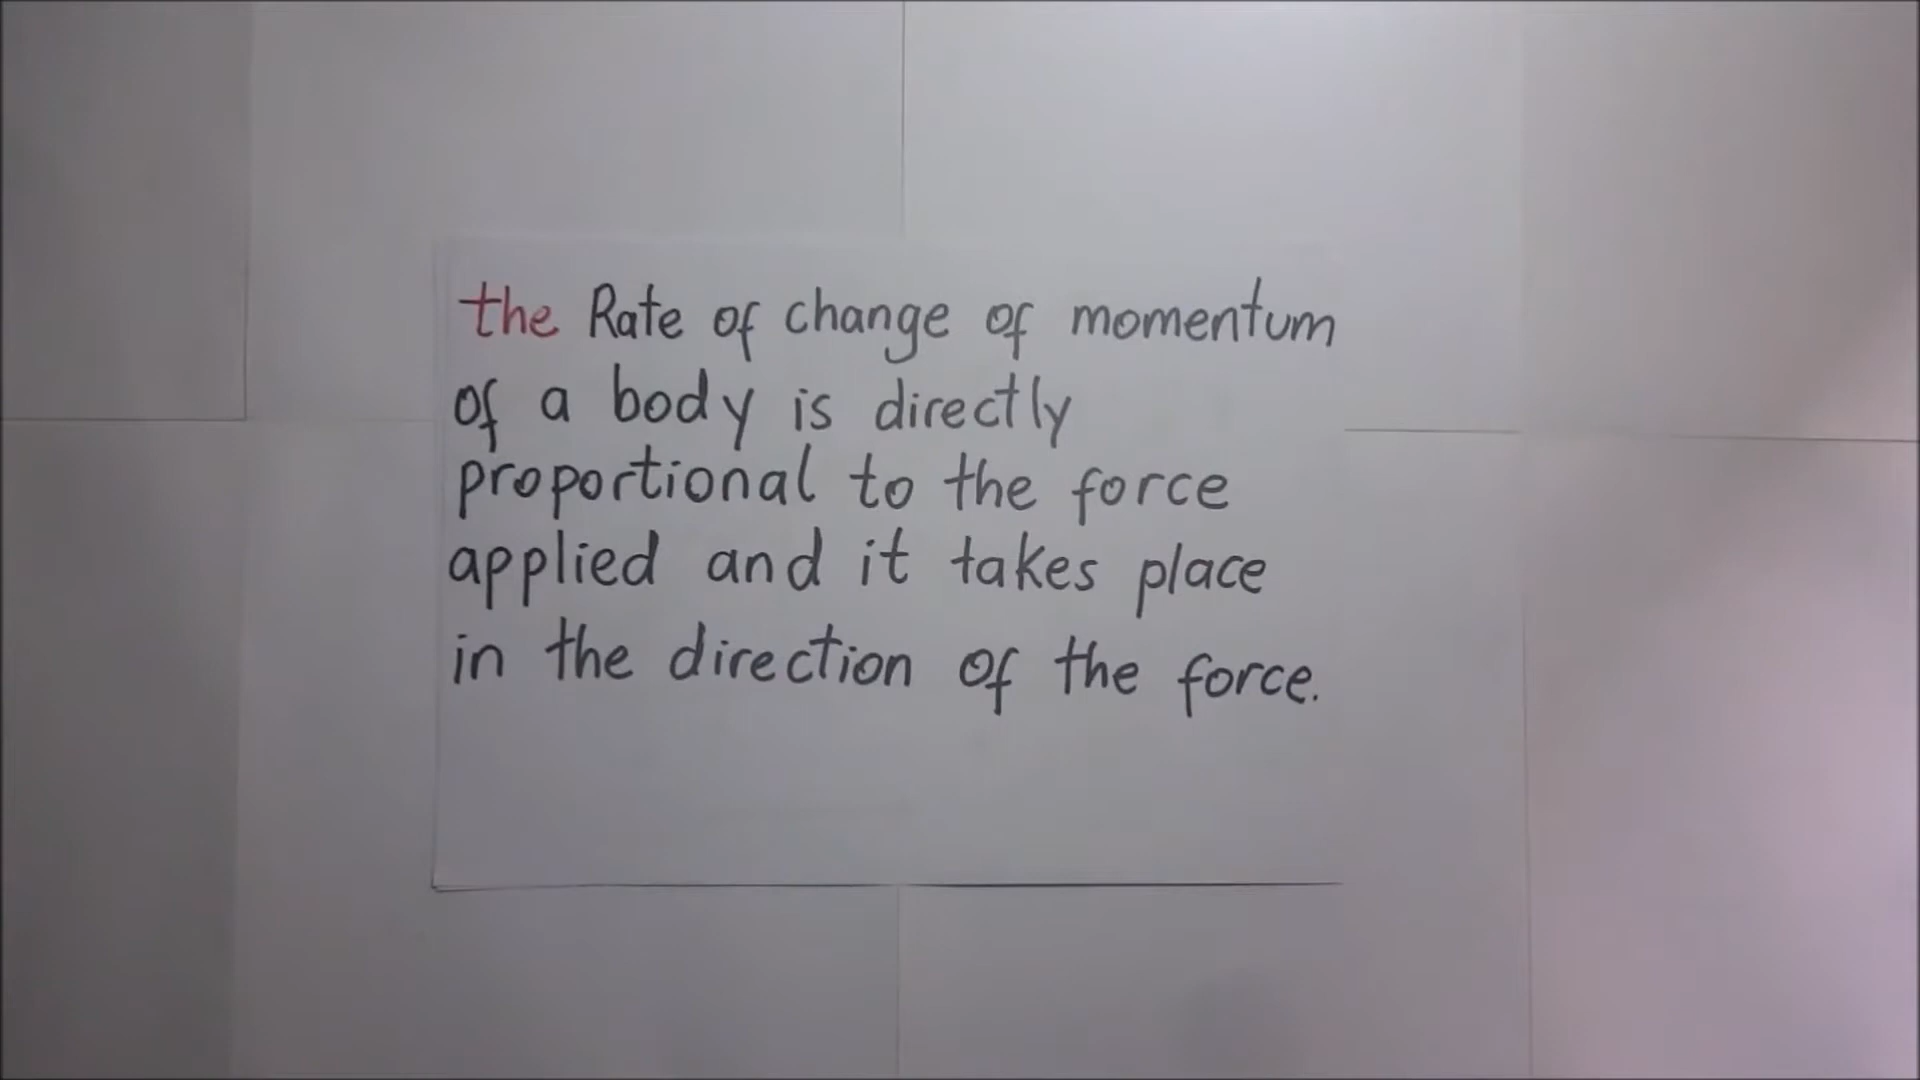 the Rate of change of momentum
of a body is directly
proportional to the force
applied and it takes place
in the direction of the force.